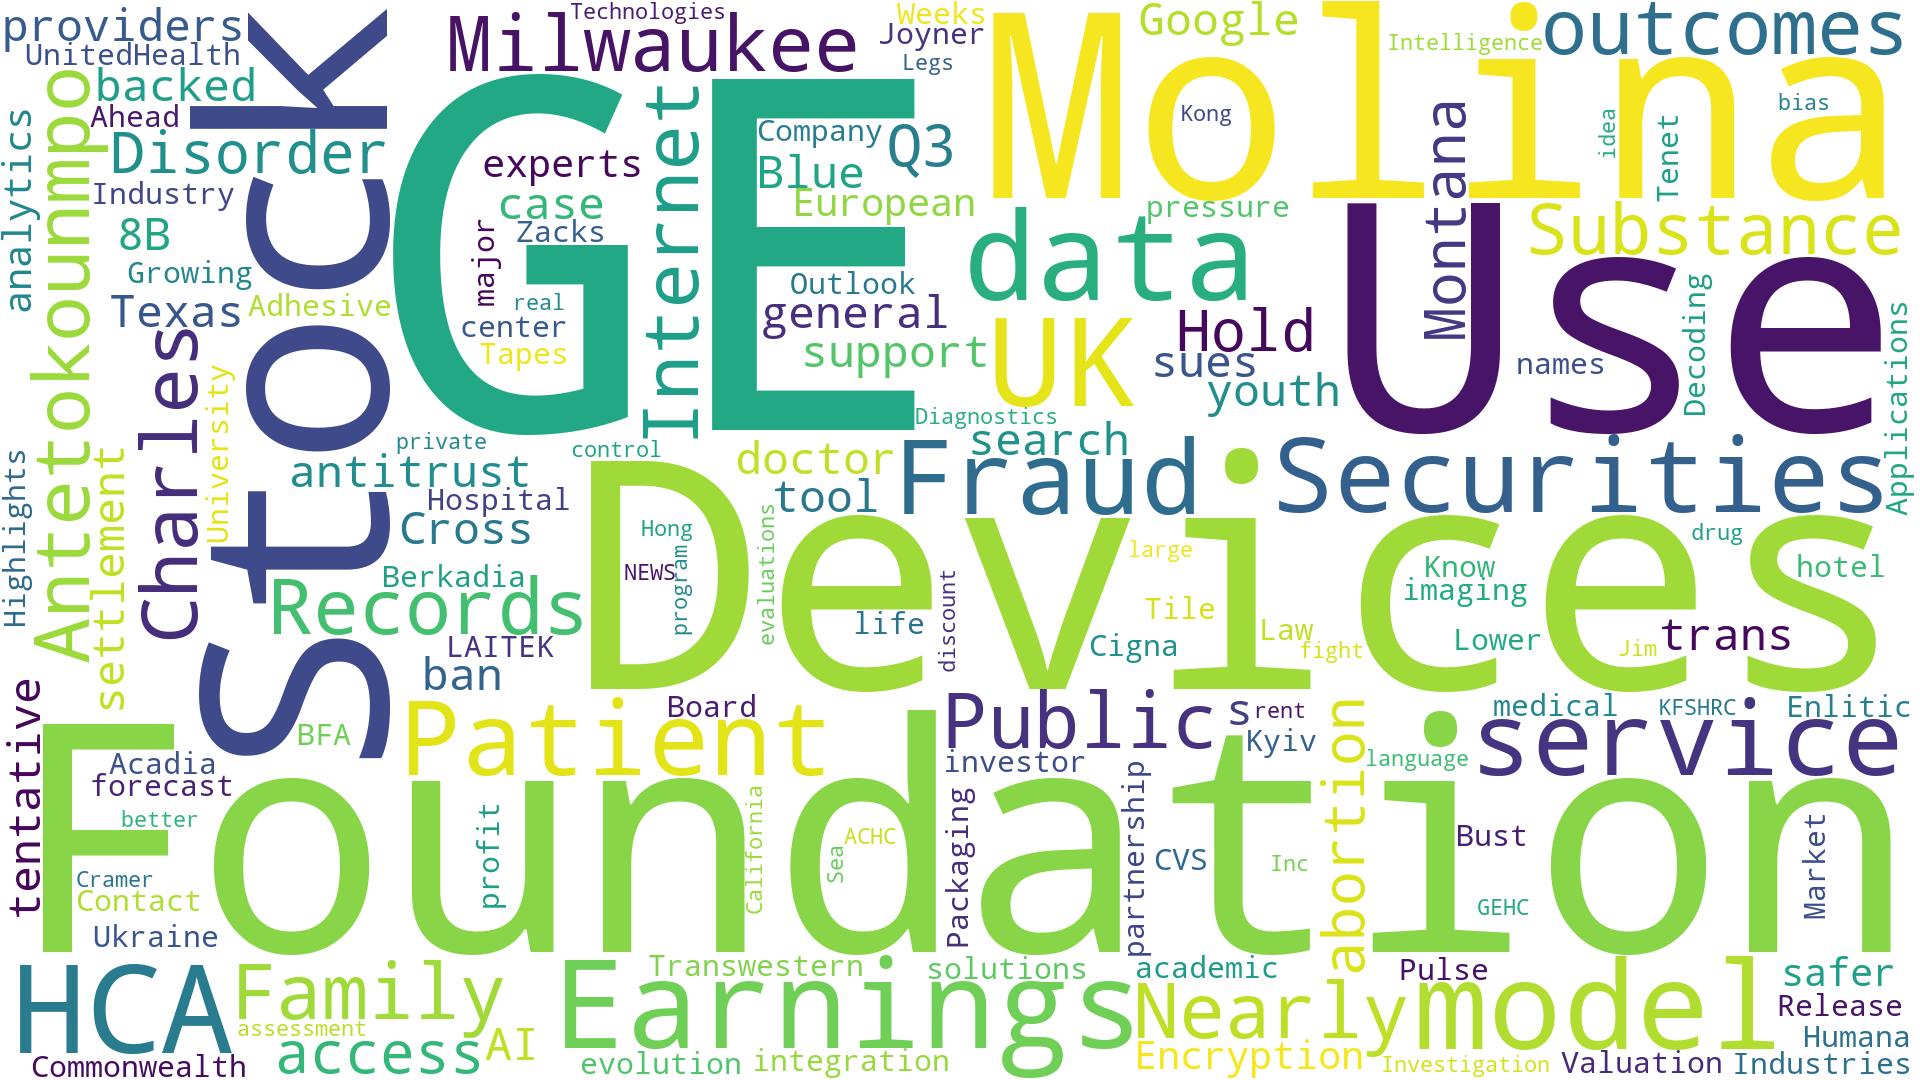 providers
UnitedHealth
backed
Ahead
Disorder
Industry
8B
Growing
Texas
Adhesive
analytics
Antetokounmpo
Charles
University
settlement
Highlights
Stock
Milwaukee
Technologies
Weeks
Joyner
Legs
GE
experts
case
Zacks
major
real
center
Tapes
Internet
Company
Blue
Q3
European
Outlook
general
support
Diagnostics
Molina
Google
Intelligence
outcomes
Kong
bias
idea
Tenet
Montana
pressure
Substance
data
UK
Hold
sues
youth
Use
names
Decoding
Applications
private
control
antitrust
Hospital
Cross
doctor
tool
search
Fraud
Securities
Berkadia
Records
LAITEK
ban
Devices
Hong
NEWS
program
evaluations
life
discount
large
Tile
Cigna
Law
fight
Know
imaging
Lower
Jim
trans
drug
hotel
tentative
BFA
Acadia
forecast
better
Cramer
Contact
Ukraine
Patient
Board
Public
s
rent
Kyiv
investor
abortion
language
medical
KFSHRC
Enlitic
service
Foundation
profit
California
Sea
ACHC
Packaging
partnership
CVS
Inc
Bust
GEHC
Market
HCA
Commonwealth
Family
assessment
access
AI
Transwestern
solutions
Earnings
evolution
integration
academic
Nearly
Encryption
Pulse
model
Investigation
Valuation
safer
Release
Humana
Industries